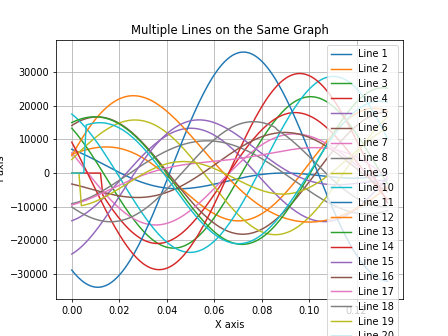 Multiple Lines on the Same Graph
30000
20000
10000
0
−10000
−20000
−30000
0.00
0.02
0.04
0.06
0.08
0.10
X axis
Line 1
Line 2
Line 3
Line 4
Line 5
Line 6
Line 7
Line 8
Line 9
Line 10
Line 11
Line 12
Line 13
Line 14
Line 15
Line 16
Line 17
Line 18
Line 19
Line 20